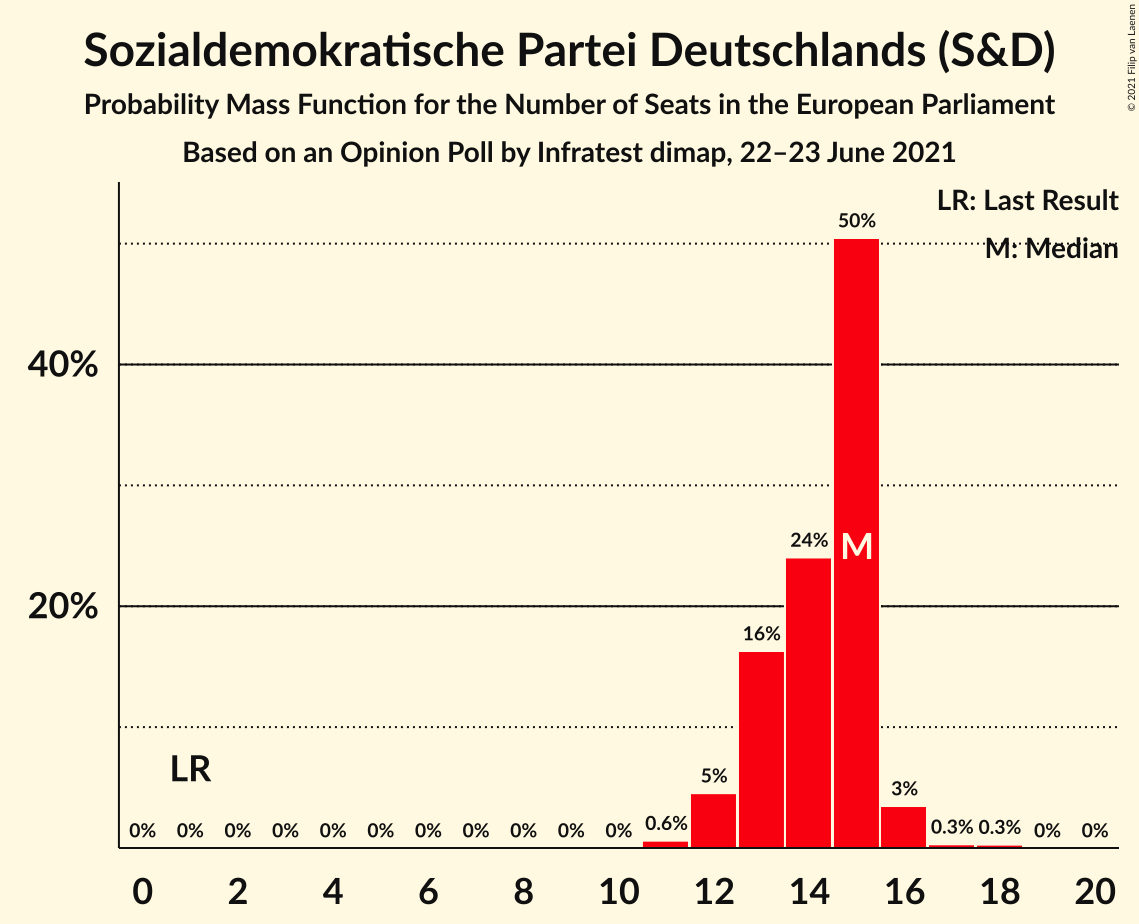 Sozialdemokratische Partei Deutschlands (S&D)
Probability Mass Function for the Number of Seats in the European Parliament
Based on an Opinion Poll by Infratest dimap, 22–23 June 2021
© 2021 Filip van Laenen
LR: Last Result
M: Median
50%
40%
24%
M
20%
16%
LR
5%
3%
0% 0% 0% 0% 0% 0% 0% 0% 0% 0% 0% 0.6% 0.3% 0.3% 0% 0%
0 2 4 6 8 10 12 14 16 18 20